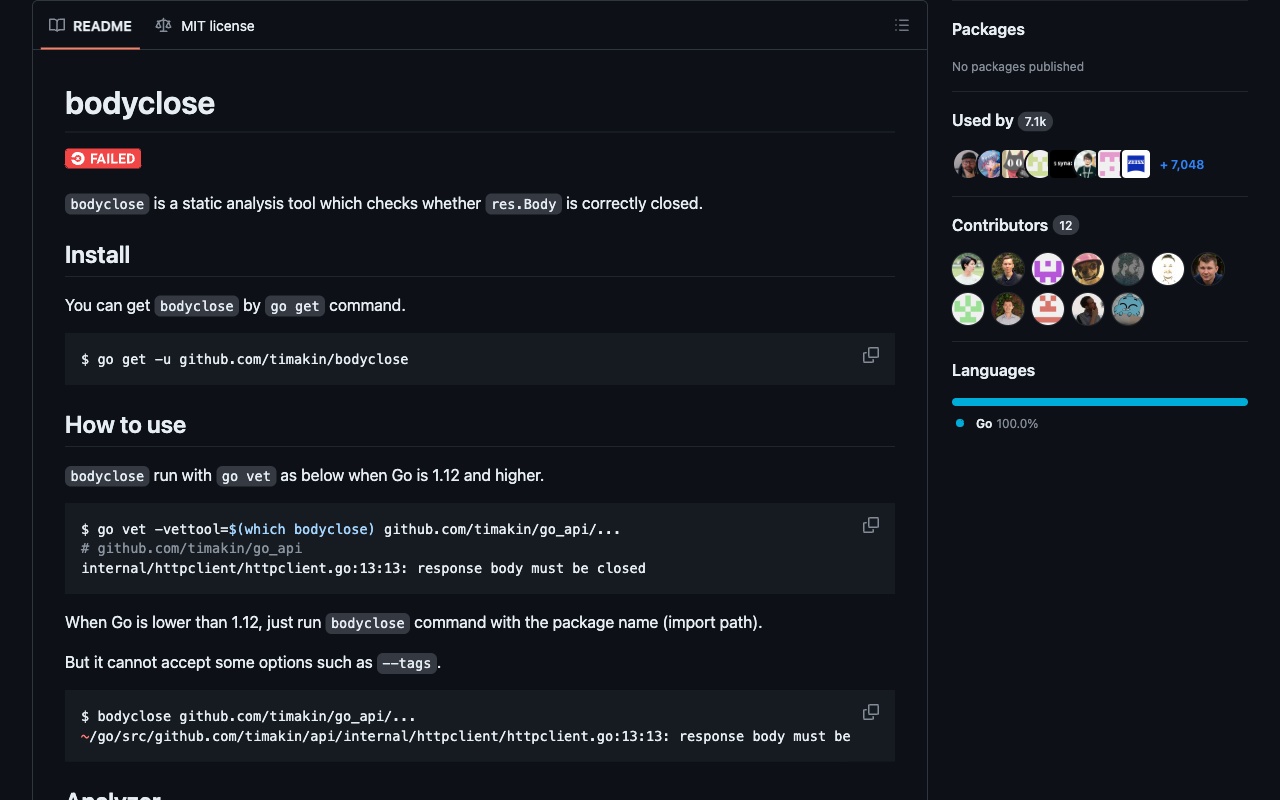 README
MIT license
bodyclose
FAILED
bodyclose is a static analysis tool which checks whether res.Body is correctly closed.
Install
You can get bodyclose by go get command.
$ go get -u github.com/timakin/bodyclose
How to use
bodyclose run with go vet as below when Go is 1.12 and higher.
$ go vet -vettool=$(which bodyclose) github.com/timakin/go_api/...
# github.com/timakin/go_api
internal/httpclient/httpclient.go:13:13: response body must be closed
When Go is lower than 1.12, just run bodyclose command with the package name (import path).
But it cannot accept some options such as --tags.
$ bodyclose github.com/timakin/go_api/...
~/go/src/github.com/timakin/api/internal/httpclient/httpclient.go:13:13: response body must be
Analyzer
Packages
No packages published
Used by 7.1k
ZEISS
+ 7,048
Contributors 12
Languages
Go 100.0%